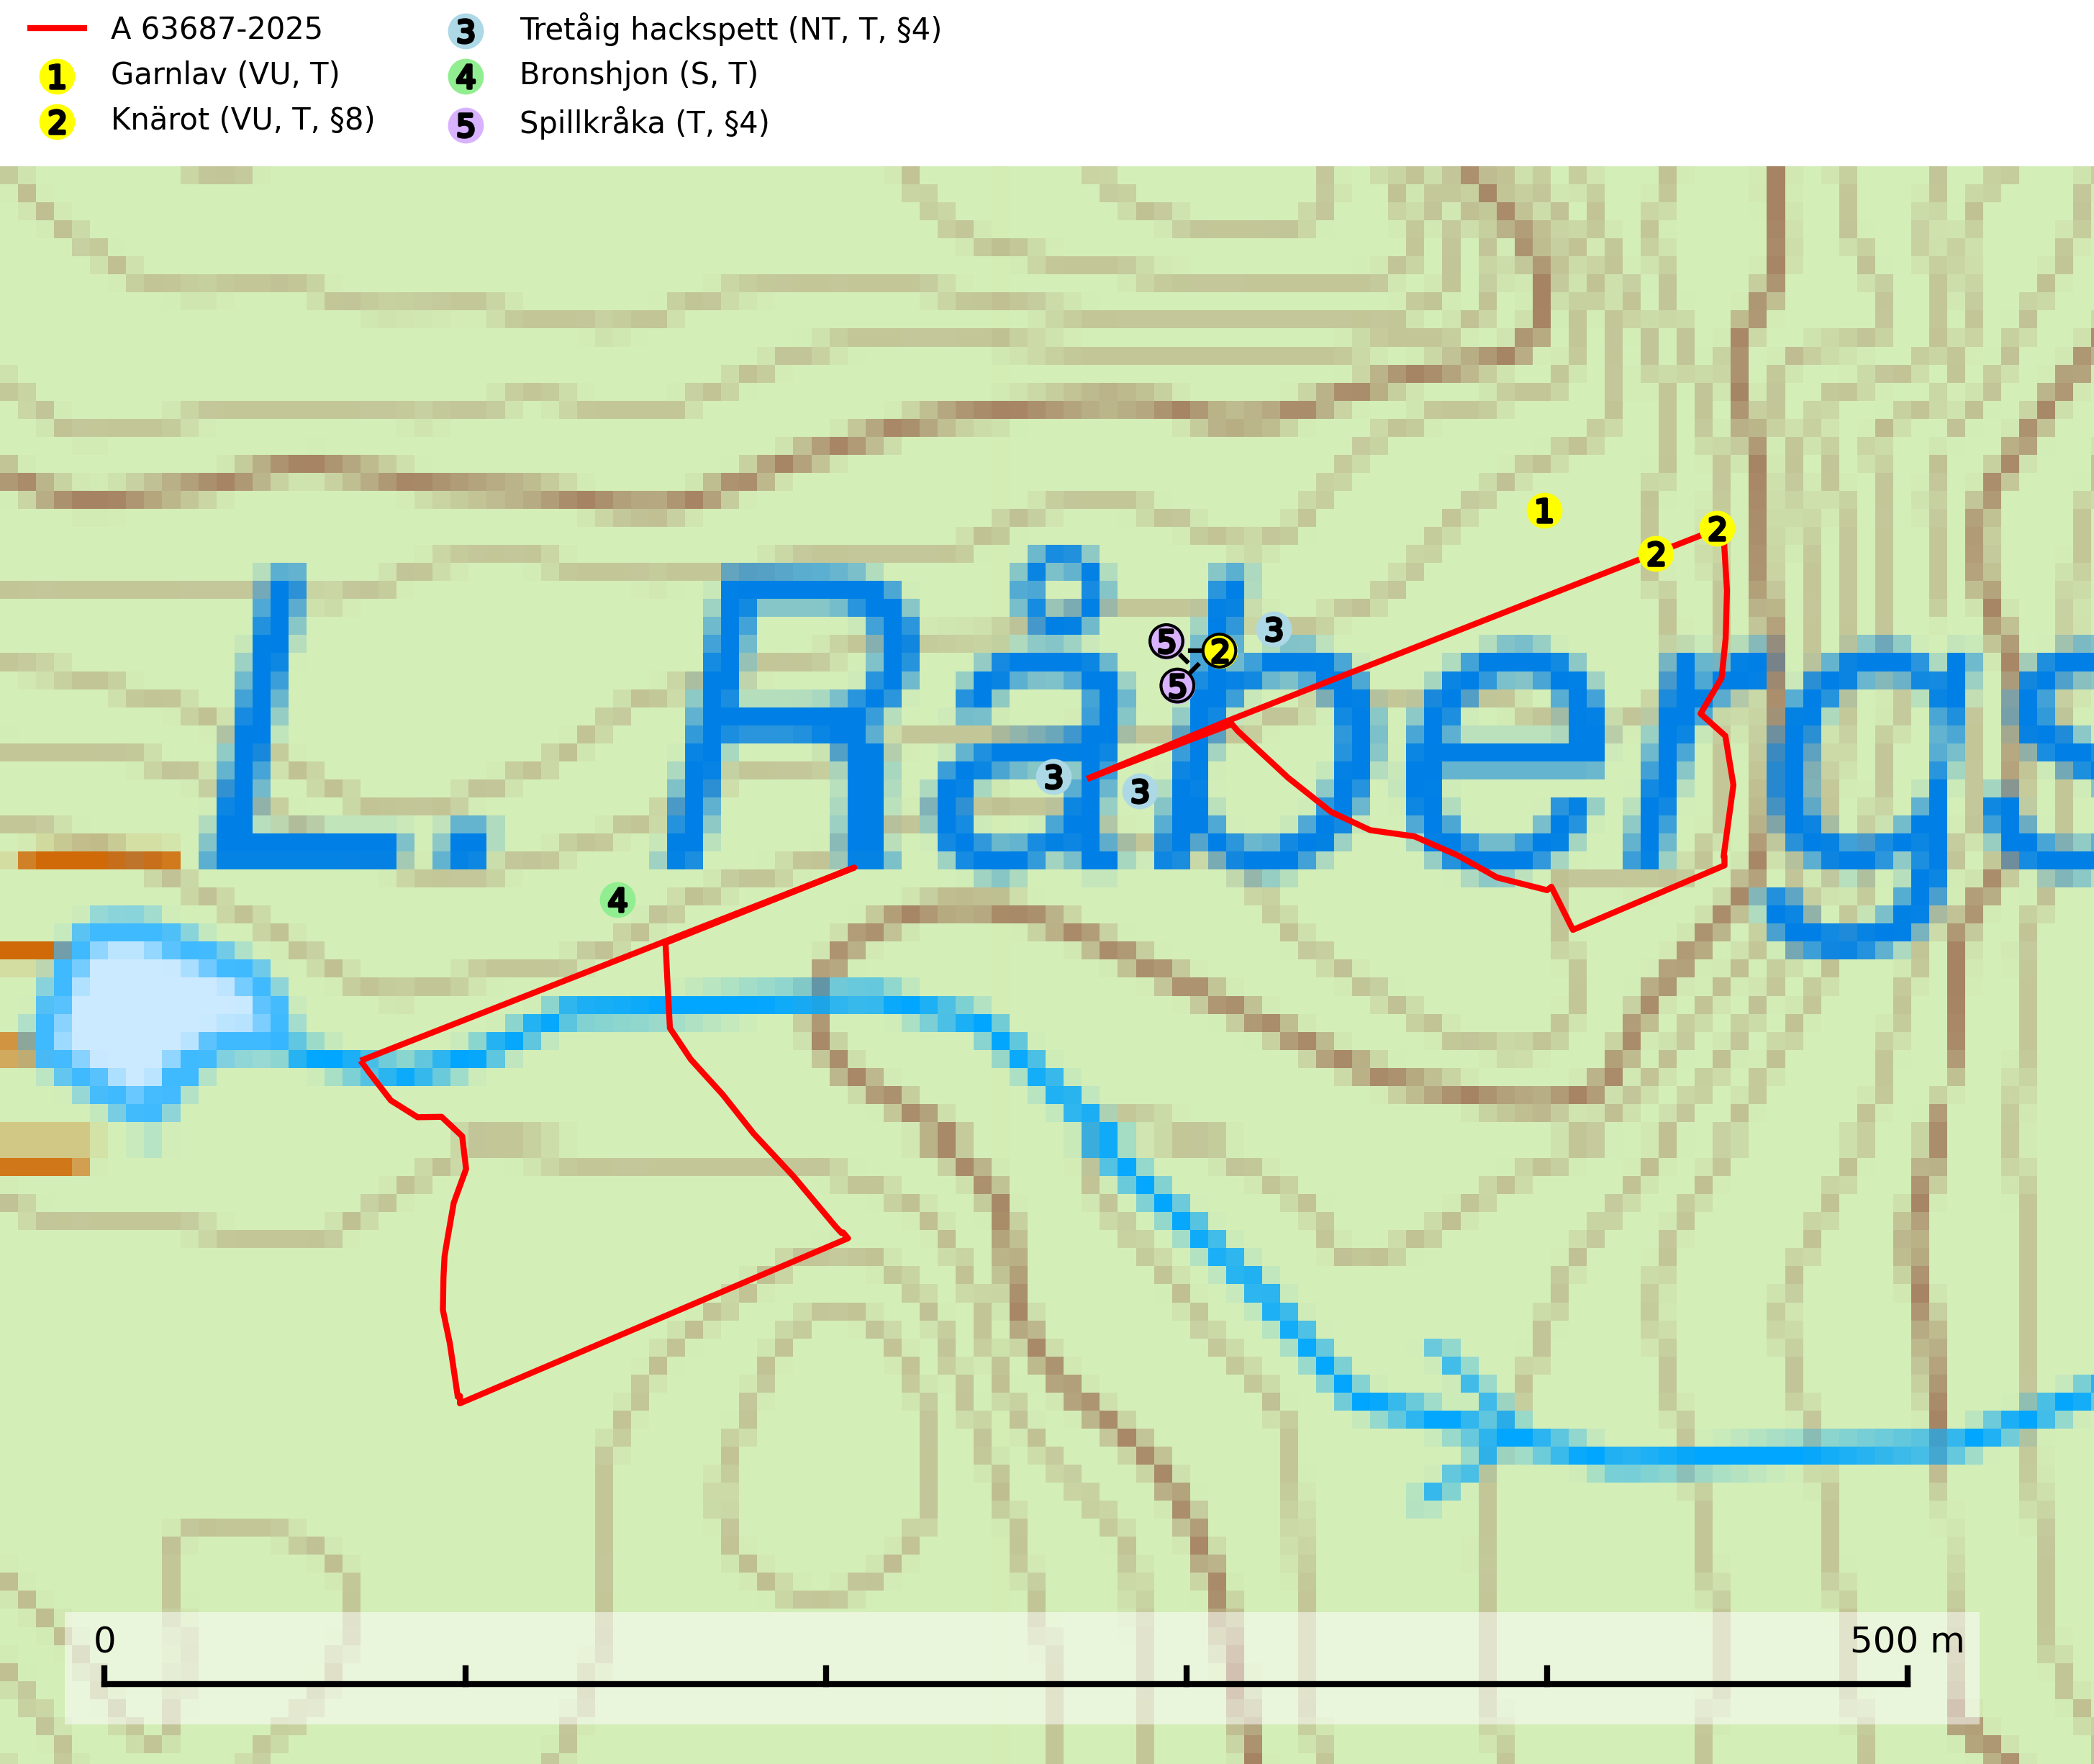 A 63687-2025
1 Garnlav (VU, T)
2 Knärot (VU, T, §8)
3 Tretåig hackspett (NT, T, §4)
4 Bronshjon (S, T)
5 Spillkråka (T, §4)
1
2
2
5
2
3
5
3
3
4
L. Råberg
0 500 m